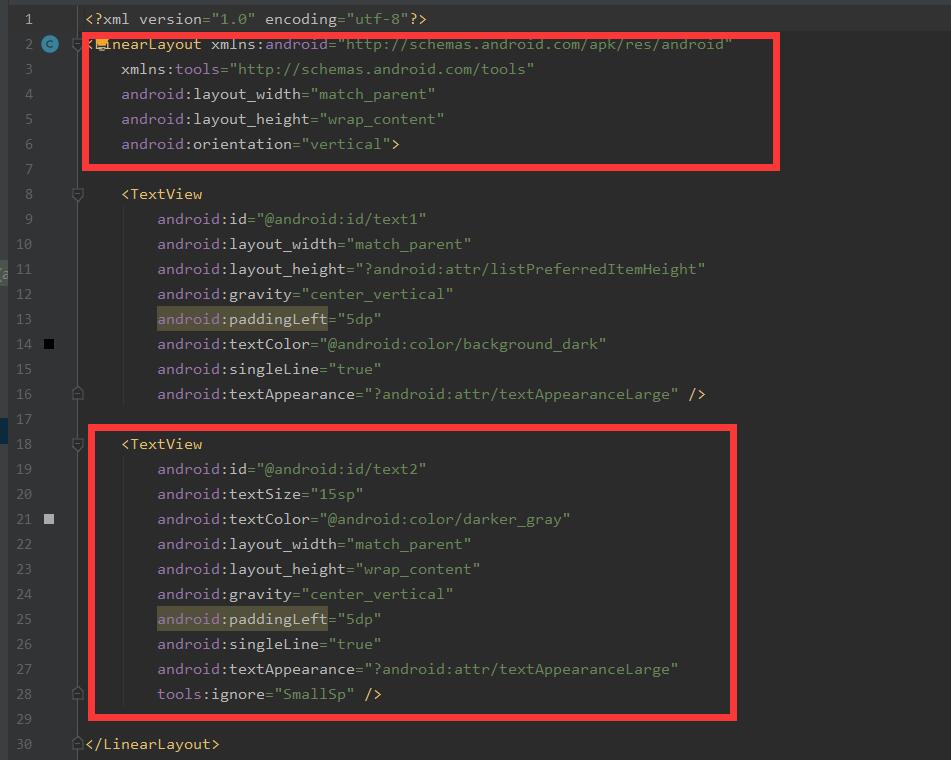 1 <?xml version="1.0" encoding="utf-8"?>
2 C <LinearLayout xmlns:android="http://schemas.android.com/apk/res/android"
3 xmlns:tools="http://schemas.android.com/tools"
4 android:layout_width="match_parent"
5 android:layout_height="wrap_content"
6 android:orientation="vertical">
7
8 <TextView
9 android:id="@android:id/text1"
10 android:layout_width="match_parent"
11 android:layout_height="?android:attr/listPreferredItemHeight"
12 android:gravity="center_vertical"
13 android:paddingLeft="5dp"
14 android:textColor="@android:color/background_dark"
15 android:singleLine="true"
16 android:textAppearance="?android:attr/textAppearanceLarge" />
17
18 <TextView
19 android:id="@android:id/text2"
20 android:textSize="15sp"
21 android:textColor="@android:color/darker_gray"
22 android:layout_width="match_parent"
23 android:layout_height="wrap_content"
24 android:gravity="center_vertical"
25 android:paddingLeft="5dp"
26 android:singleLine="true"
27 android:textAppearance="?android:attr/textAppearanceLarge"
28 tools:ignore="SmallSp" />
29
30 </LinearLayout>